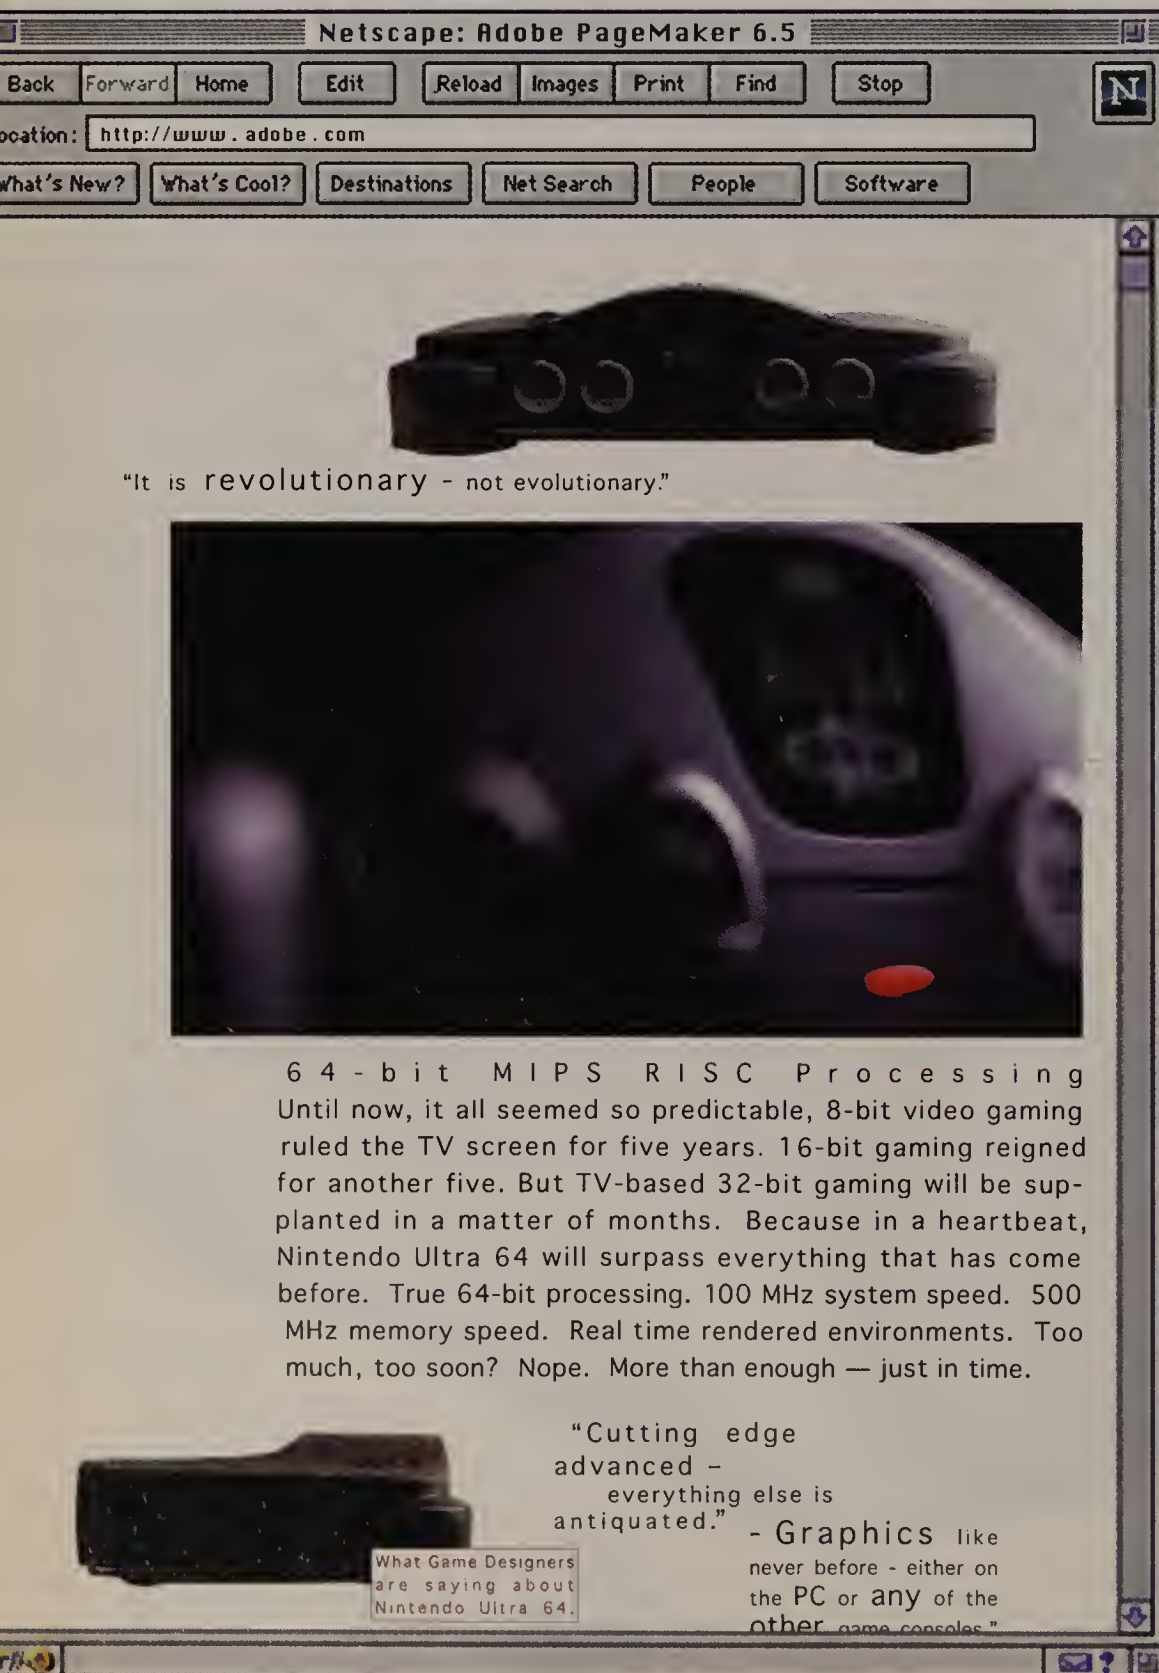 Netscape: Adobe PageMaker 6.5
Back Forward Home Edit Reload Images Print Find Stop
N
ocation: http://www.adobe.com
What's New? What's Cool? Destinations Net Search People Software
“It is revolutionary - not evolutionary.”
64-bit MIPS RISC Processing
Until now, it all seemed so predictable, 8-bit video gaming
ruled the TV screen for five years. 16-bit gaming reigned
for another five. But TV-based 32-bit gaming will be sup-
planted in a matter of months. Because in a heartbeat,
Nintendo Ultra 64 will surpass everything that has come
before. True 64-bit processing. 100 MHz system speed. 500
MHz memory speed. Real time rendered environments. Too
much, too soon? Nope. More than enough — just in time.
“Cutting edge
advanced -
everything else is
antiquated.”
- Graphics like
never before - either on
the PC or any of the
other game consoles.”
What Game Designers
are saying about
Nintendo Ultra 64.
?